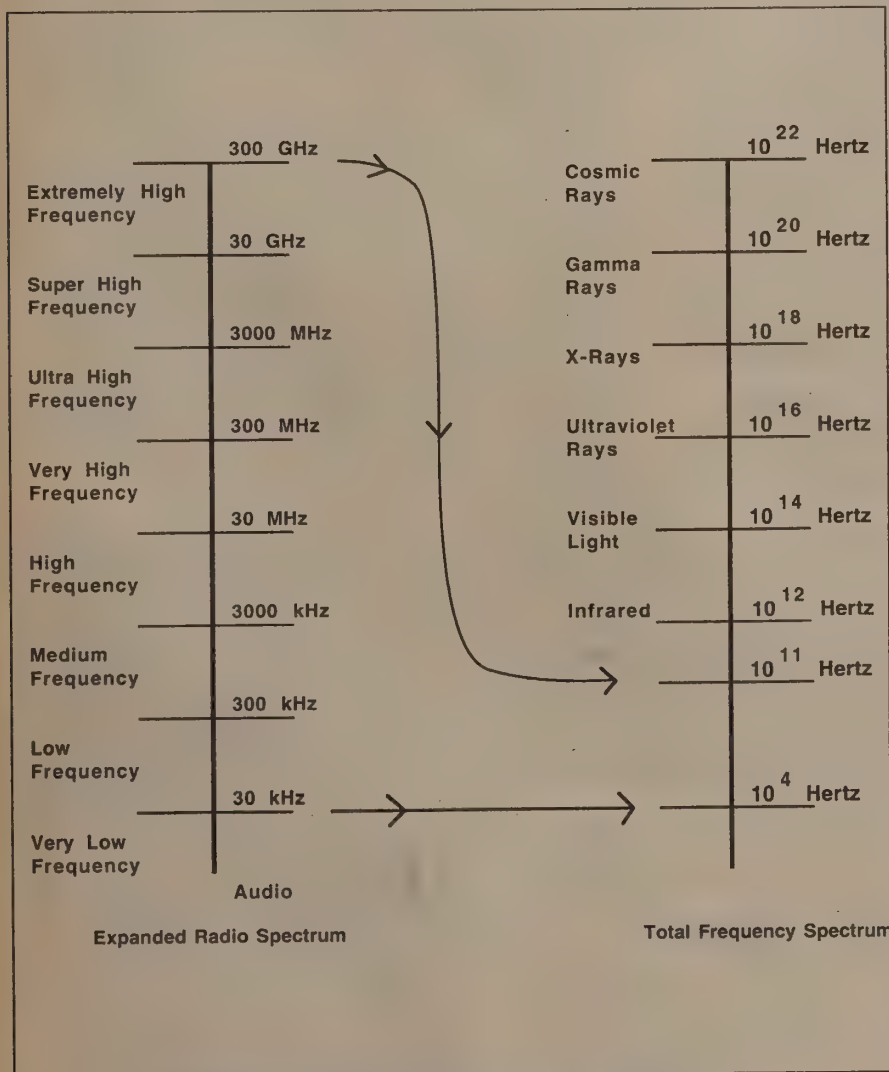 300 GHz
Extremely High
Frequency
30 GHz
Super High
Frequency
3000 MHz
Ultra High
Frequency
300 MHz
Very High
Frequency
30 MHz
High
Frequency
3000 kHz
Medium
Frequency
300 kHz
Low
Frequency
30 kHz
Very Low
Frequency
Audio
Expanded Radio Spectrum
10 22 Hertz
Cosmic
Rays
10 20 Hertz
Gamma
Rays
10 18 Hertz
X-Rays
10 16 Hertz
Ultraviolet
Rays
10 14 Hertz
Visible
Light
10 12 Hertz
Infrared
10 11 Hertz
10 4 Hertz
Total Frequency Spectrum